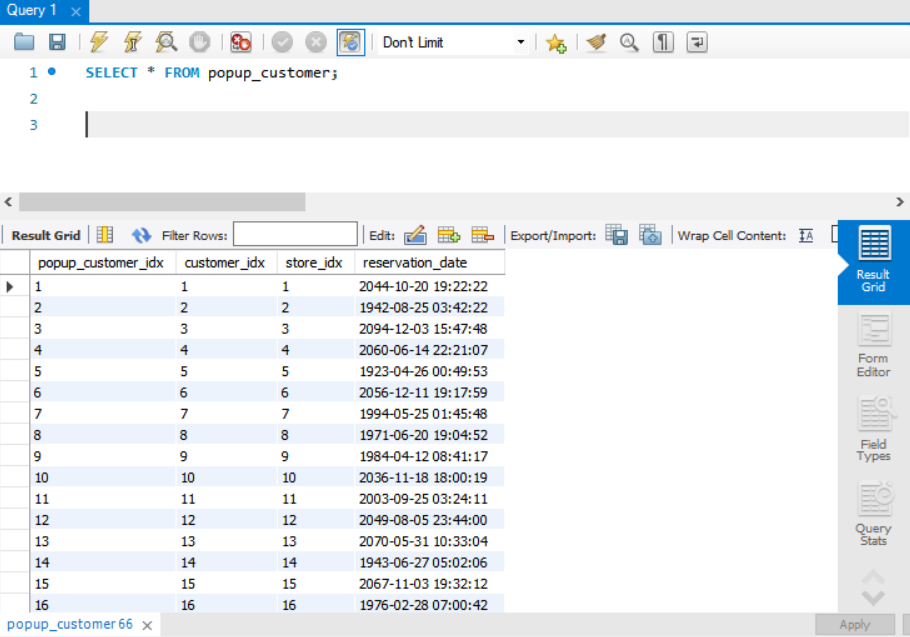 Query 1
Don't Limit
1 SELECT * FROM popup_customer;
2
3
Result Grid Filter Rows: Edit: Export/Import: Wrap Cell Content:
popup_customer_idx customer_idx store_idx reservation_date
1 1 1 2044-10-20 19:22:22
2 2 2 1942-08-25 03:42:22
3 3 3 2094-12-03 15:47:48
4 4 4 2060-06-14 22:21:07
5 5 5 1923-04-26 00:49:53
6 6 6 2056-12-11 19:17:59
7 7 7 1994-05-25 01:45:48
8 8 8 1971-06-20 19:04:52
9 9 9 1984-04-12 08:41:17
10 10 10 2036-11-18 18:00:19
11 11 11 2003-09-25 03:24:11
12 12 12 2049-08-05 23:44:00
13 13 13 2070-05-31 10:33:04
14 14 14 1943-06-27 05:02:06
15 15 15 2067-11-03 19:32:12
16 16 16 1976-02-28 07:00:42
Result
Grid
Form
Editor
Field
Types
Query
Stats
popup_customer 66
Apply